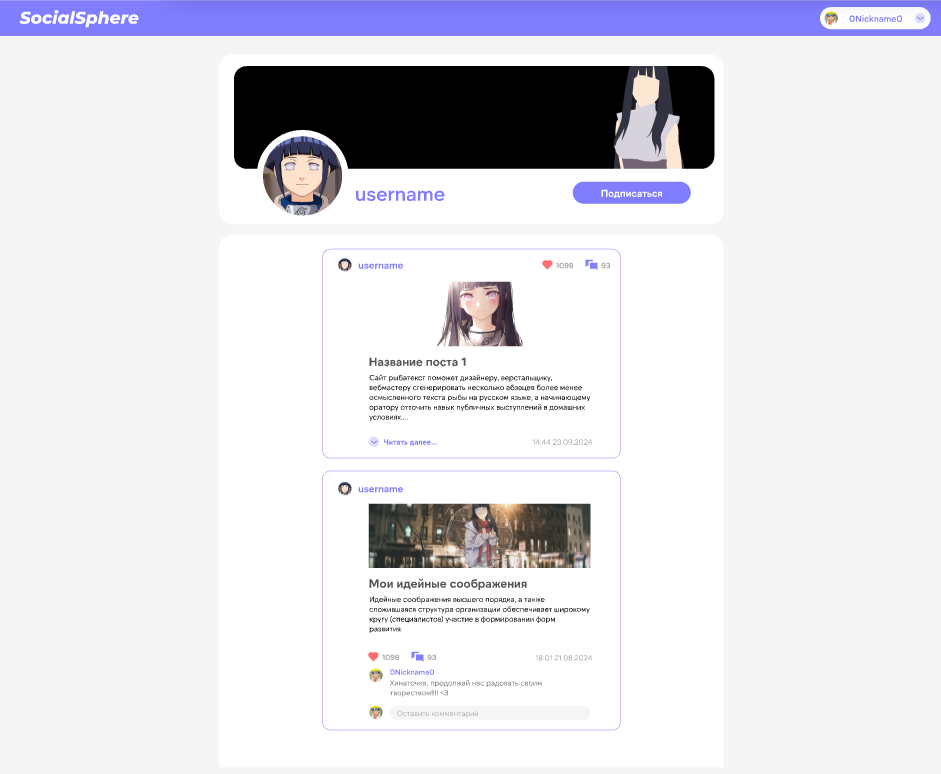 SocialSphere
0Nickname0
username
Подписаться
username
1098
93
Название поста 1
Сайт рыбатекст поможет дизайнеру, верстальщику,
вебмастеру сгенерировать несколько абзацев более менее
осмысленного текста рыбы на русском языке, а начинающему
оратору отточить навык публичных выступлений в домашних
условиях....
Читать далее...
14:44 23.09.2024
username
Мои идейные соображения
Идейные соображения высшего порядка, а также
сложившаяся структура организации обеспечивает широкому
кругу (специалистов) участие в формировании форм
развития.
1098
93
18:01 21.08.2024
0Nickname0
Хинаточка, продолжай нас радовать своим
твореством!!!! <3
Оставить комментарий